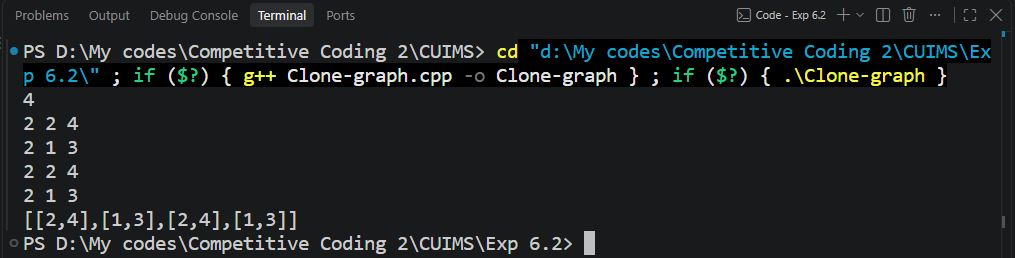 Problems Output Debug Console Terminal Ports Code - Exp 6.2
PS D:\My codes\Competitive Coding 2\CUIMS> cd "d:\My codes\Competitive Coding 2\CUIMS\Ex
p 6.2\" ; if ($?) { g++ Clone-graph.cpp -o Clone-graph } ; if ($?) { .\Clone-graph }
4
2 2 4
2 1 3
2 2 4
2 1 3
[[2,4],[1,3],[2,4],[1,3]]
PS D:\My codes\Competitive Coding 2\CUIMS\Exp 6.2>